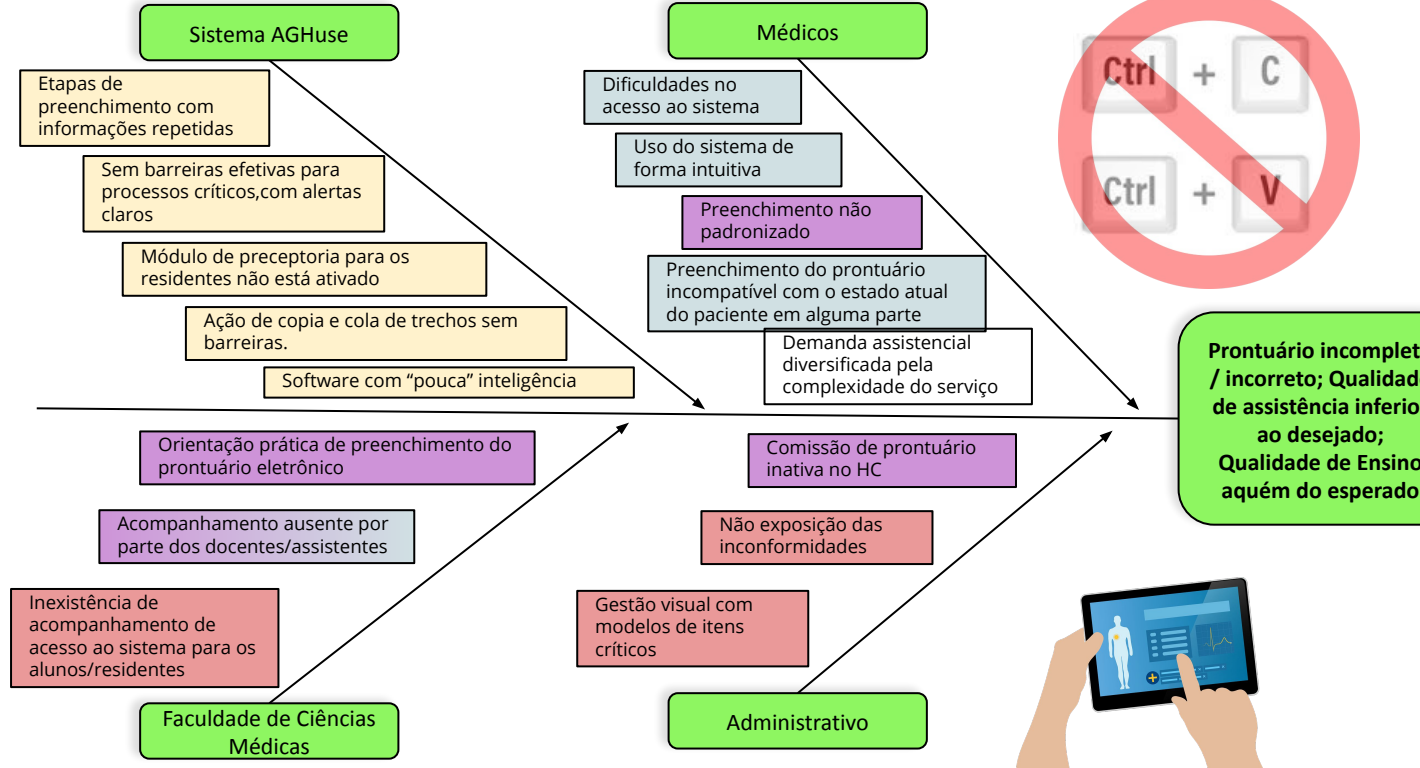 Sistema AGHuse
Etapas de
preenchimento com
informações repetidas
Sem barreiras efetivas para
processos críticos,com alertas
claros
Módulo de preceptoria para os
residentes não está ativado
Ação de copia e cola de trechos sem
barreiras.
Software com “pouca” inteligência
Médicos
Dificuldades no
acesso ao sistema
Uso do sistema de
forma intuitiva
Preenchimento não
padronizado
Preenchimento do prontuário
incompatível com o estado atual
do paciente em alguma parte
Demanda assistencial
diversificada pela
complexidade do serviço
Ctrl + C
Ctrl + V
Prontuário incomplet
/ incorreto; Qualidad
de assistência inferio
ao desejado;
Qualidade de Ensino
aquém do esperado
Orientação prática de preenchimento do
prontuário eletrônico
Acompanhamento ausente por
parte dos docentes/assistentes
Inexistência de
acompanhamento de
acesso ao sistema para os
alunos/residentes
Faculdade de Ciências
Médicas
Comissão de prontuário
inativa no HC
Não exposição das
inconformidades
Gestão visual com
modelos de itens
críticos
Administrativo